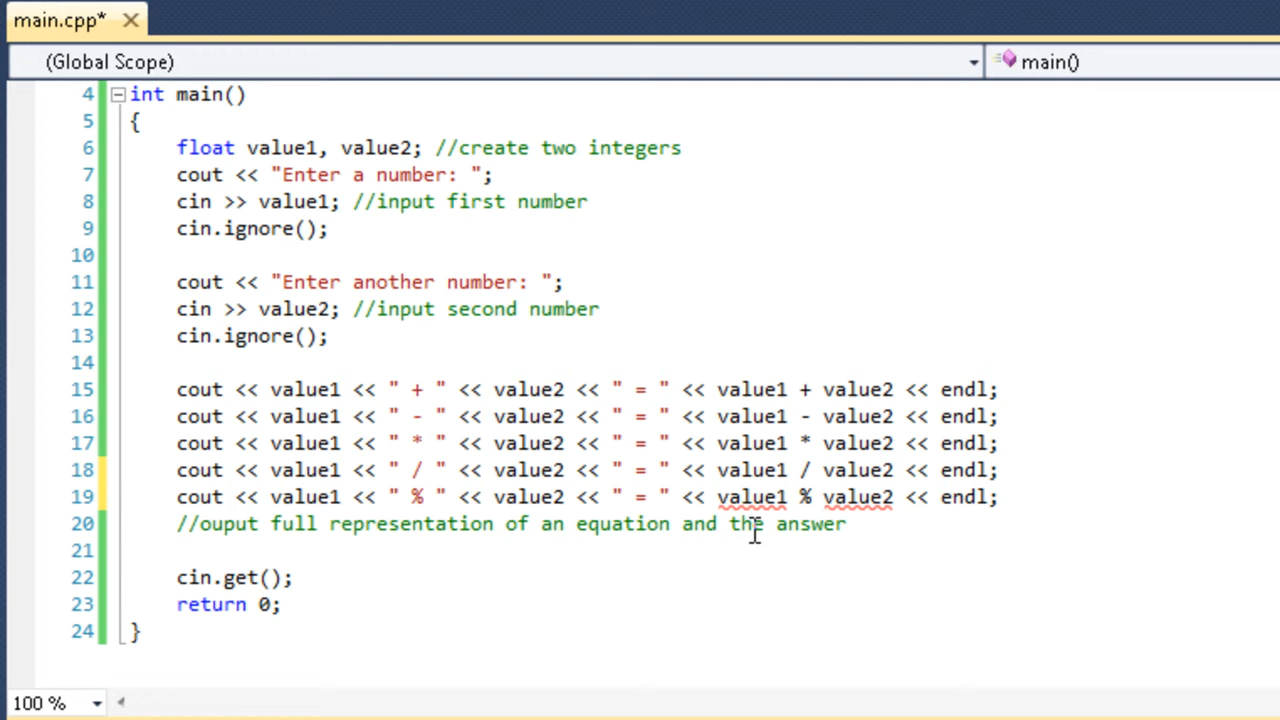 main.cpp*
(Global Scope) main()
4 int main()
5 {
6 float value1, value2; //create two integers
7 cout << "Enter a number: ";
8 cin >> value1; //input first number
9 cin.ignore();
10
11 cout << "Enter another number: ";
12 cin >> value2; //input second number
13 cin.ignore();
14
15 cout << value1 << " + " << value2 << " = " << value1 + value2 << endl;
16 cout << value1 << " - " << value2 << " = " << value1 - value2 << endl;
17 cout << value1 << " * " << value2 << " = " << value1 * value2 << endl;
18 cout << value1 << " / " << value2 << " = " << value1 / value2 << endl;
19 cout << value1 << " % " << value2 << " = " << value1 % value2 << endl;
20 //ouput full representation of an equation and the answer
21
22 cin.get();
23 return 0;
24 }
100 %